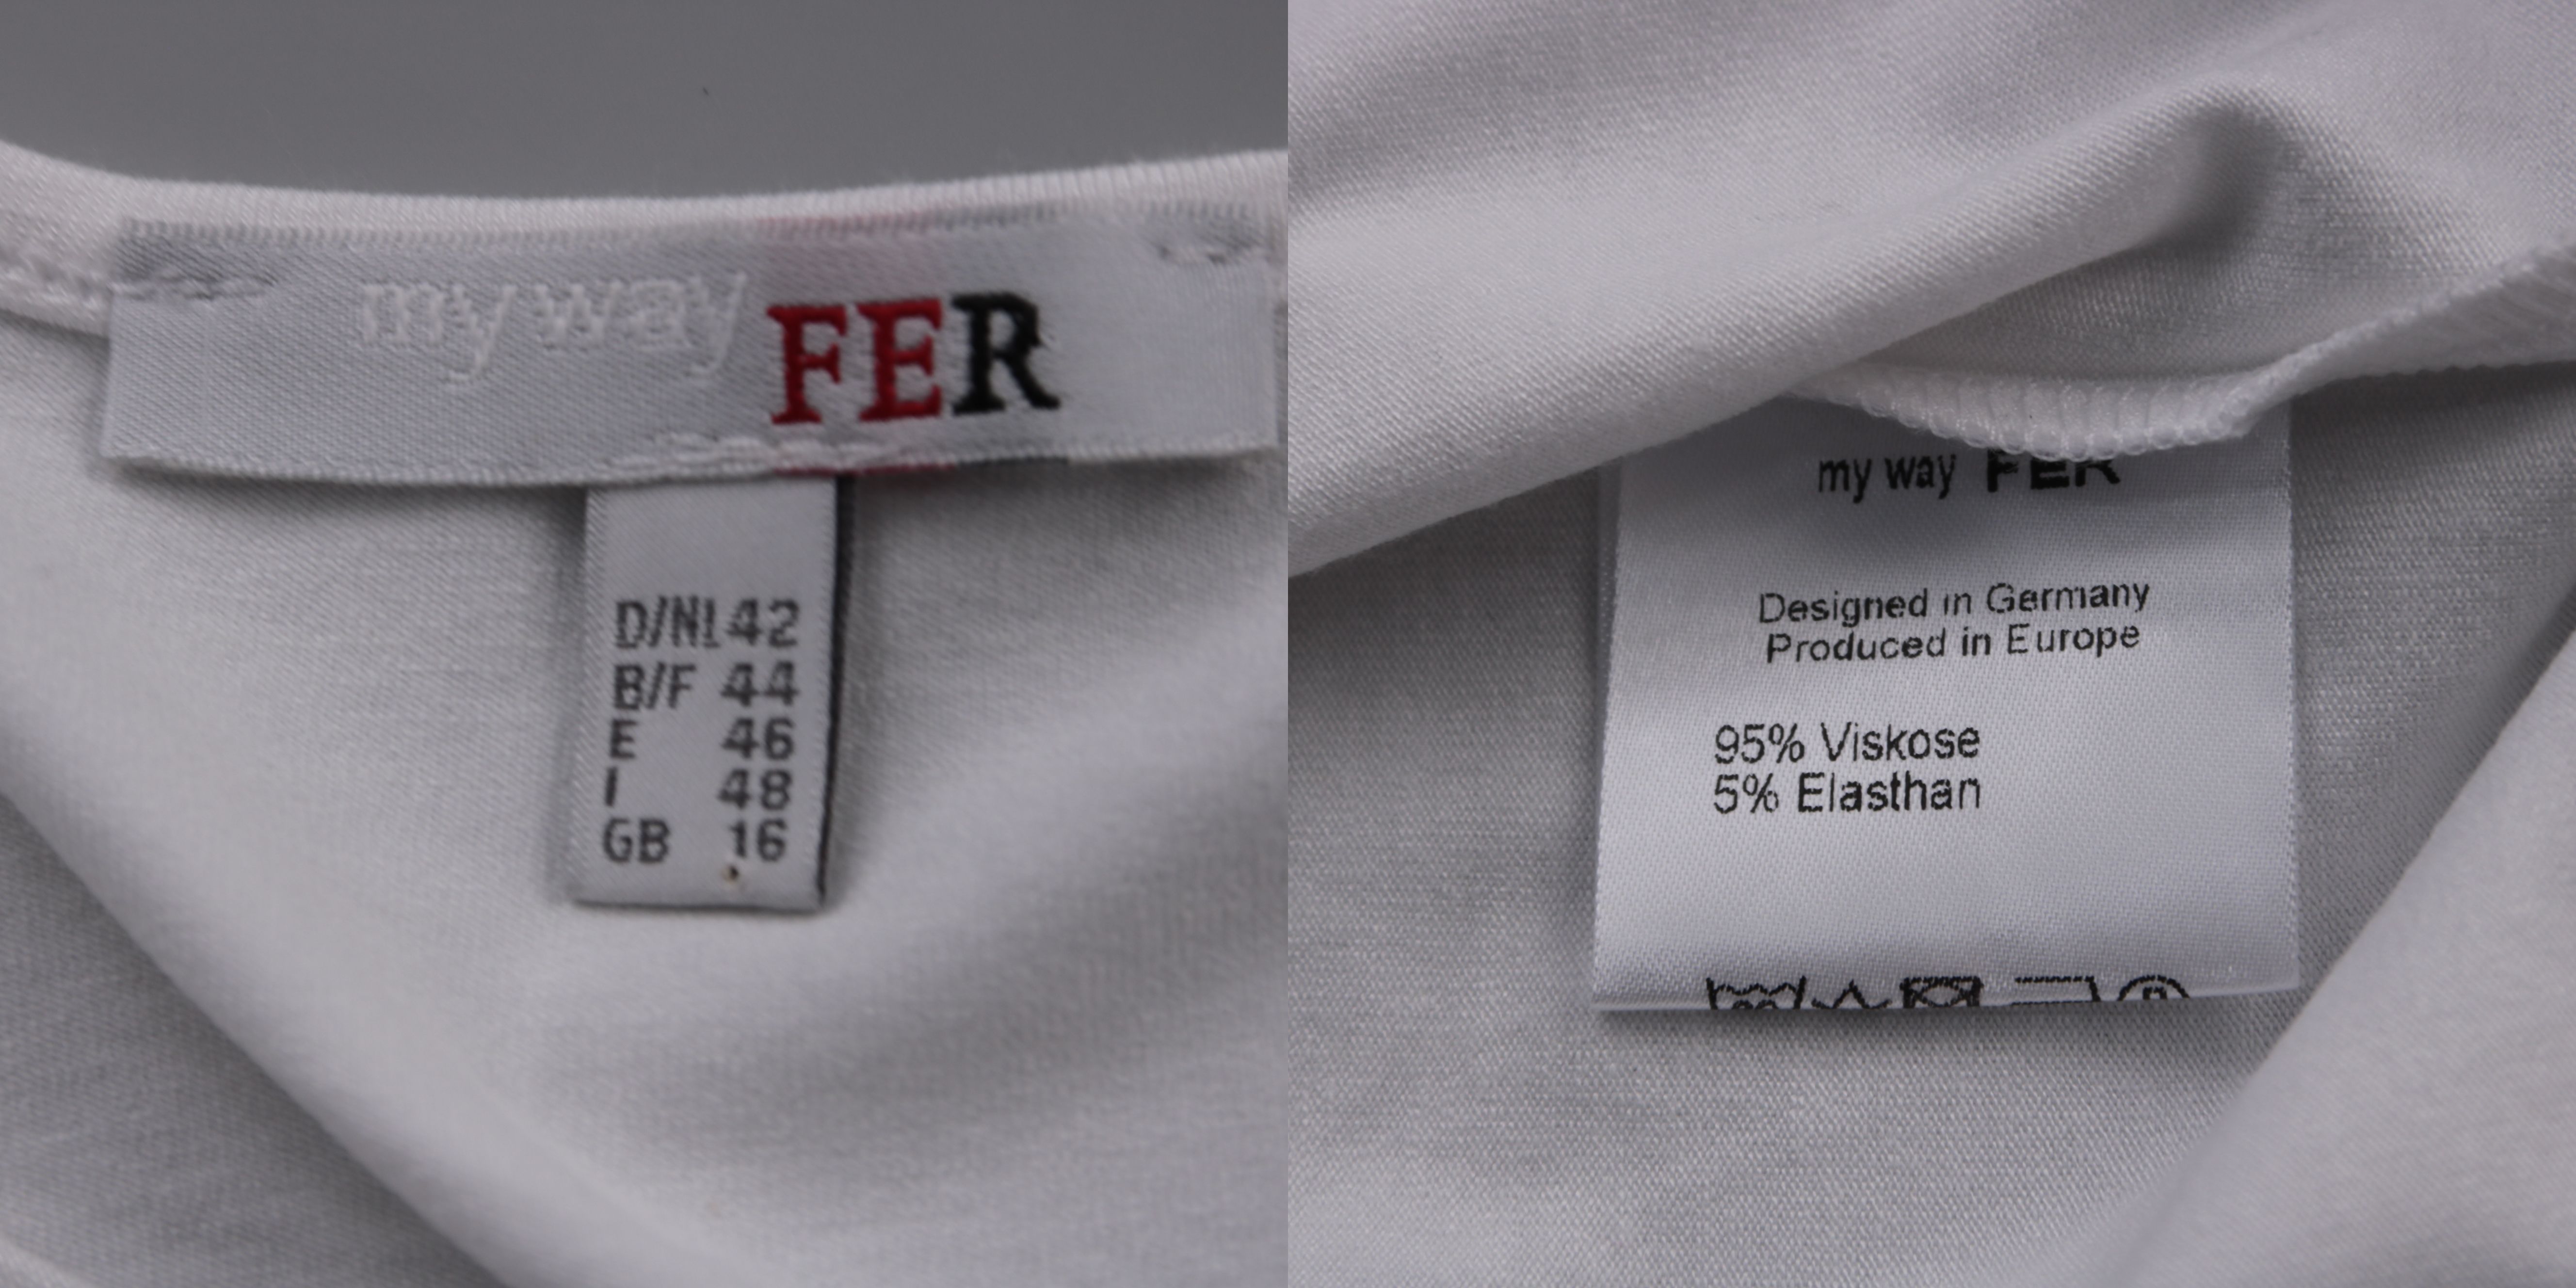 my way FER
D/NL 42
B/F 44
E 46
I 48
GB 16
my way FER
Designed in Germany
Produced in Europe
95% Viskose
5% Elasthan